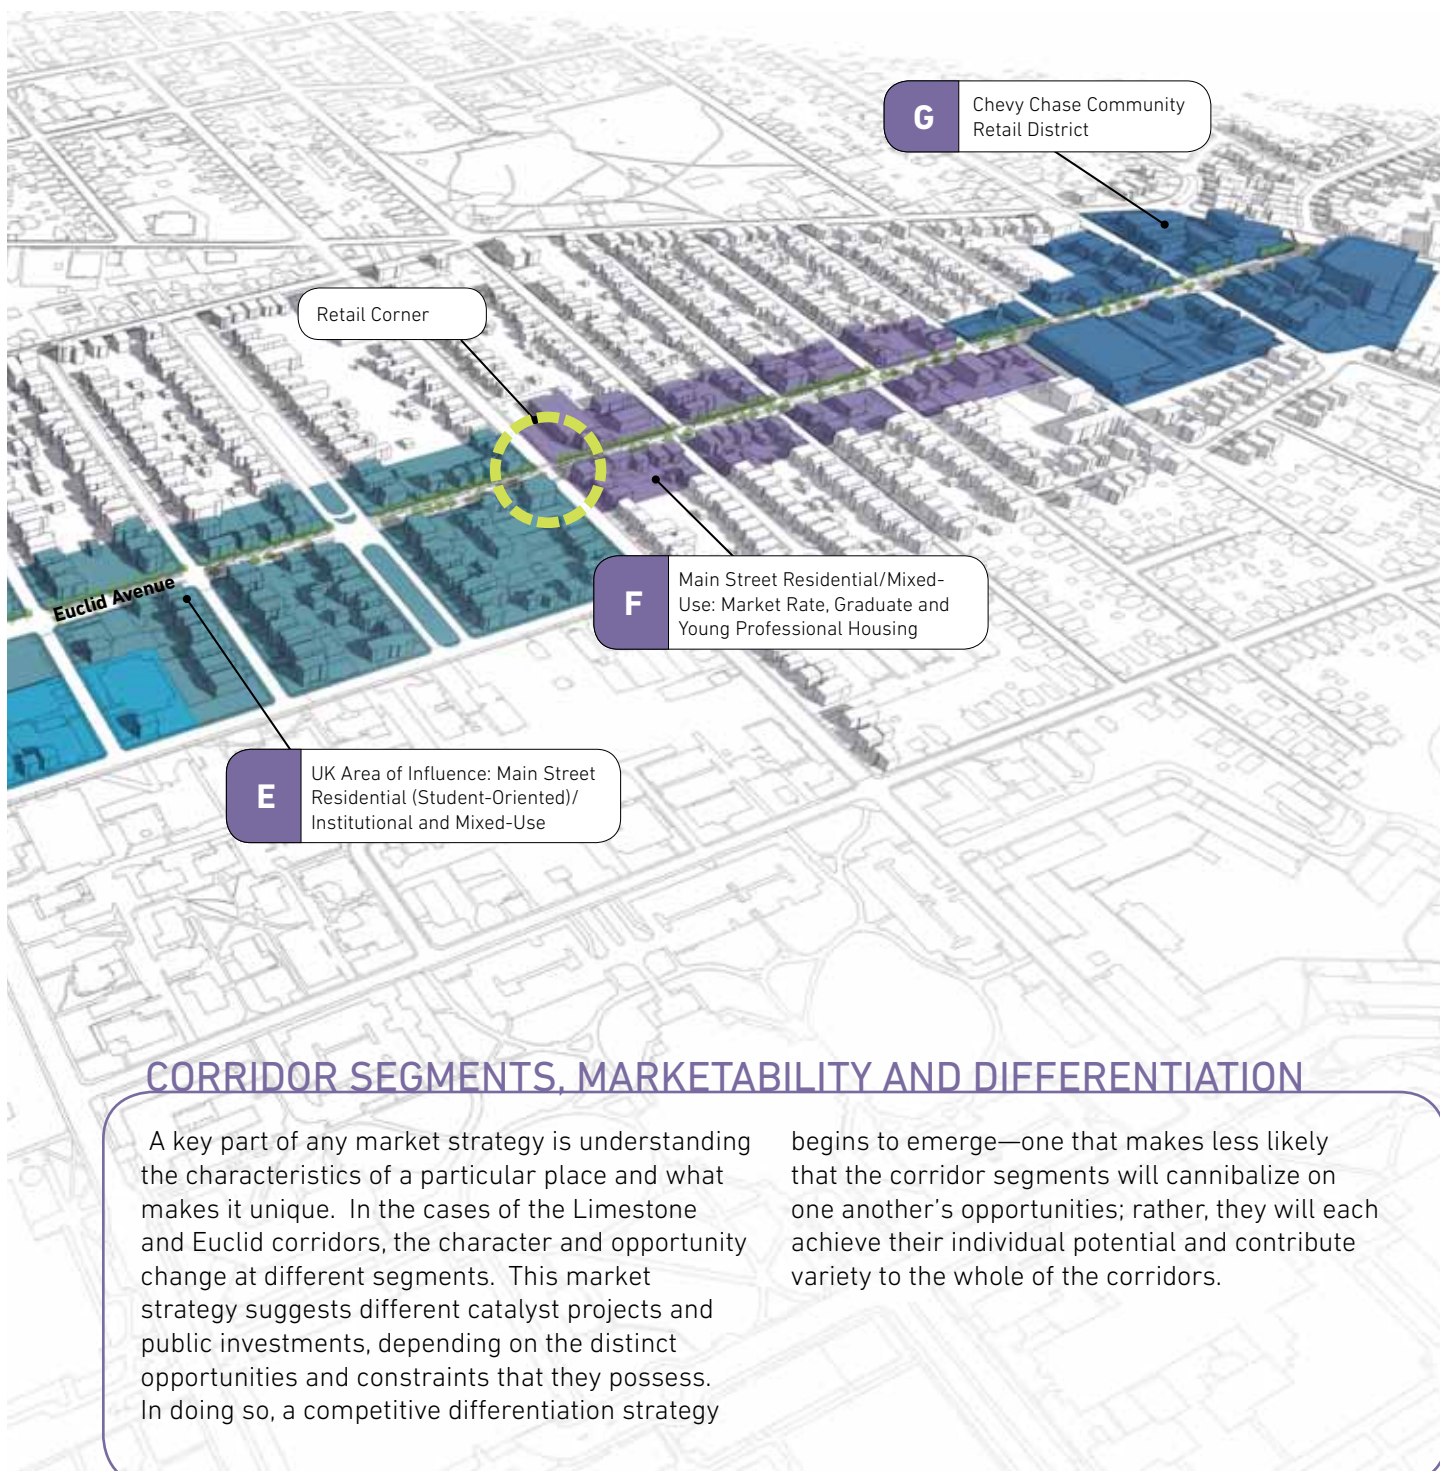 G
Chevy Chase Community
Retail District
Retail Corner
F
Main Street Residential/Mixed-
Use: Market Rate, Graduate and
Young Professional Housing
Euclid Avenue
E
UK Area of Influence: Main Street
Residential (Student-Oriented)/
Institutional and Mixed-Use
CORRIDOR SEGMENTS, MARKETABILITY AND DIFFERENTIATION
A key part of any market strategy is understanding
the characteristics of a particular place and what
makes it unique.  In the cases of the Limestone
and Euclid corridors, the character and opportunity
change at different segments.  This market
strategy suggests different catalyst projects and
public investments, depending on the distinct
opportunities and constraints that they possess.
In doing so, a competitive differentiation strategy
begins to emerge—one that makes less likely
that the corridor segments will cannibalize on
one another’s opportunities; rather, they will each
achieve their individual potential and contribute
variety to the whole of the corridors.